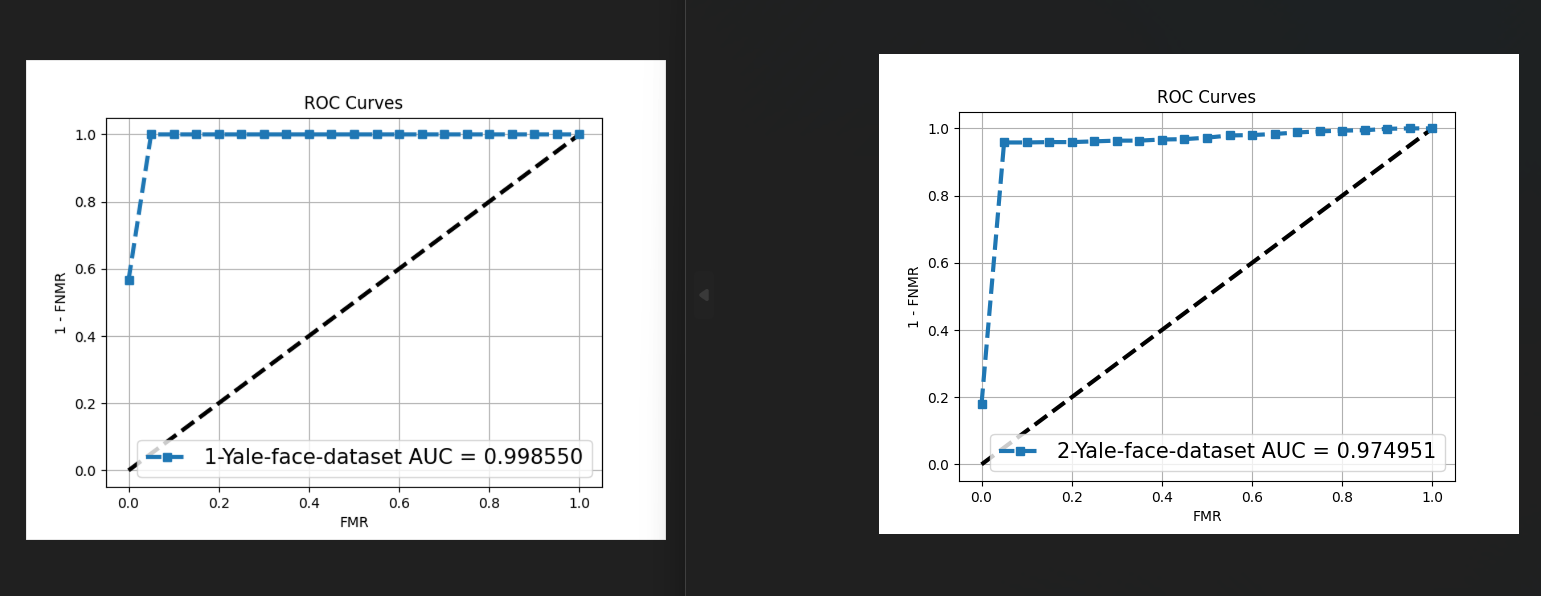 ROC Curves
1.0
0.8
0.6
0.4
0.2
0.0
1 - FNMR
1-Yale-face-dataset AUC = 0.998550
0.0 0.2 0.4 0.6 0.8 1.0
FMR
ROC Curves
1.0
0.8
0.6
0.4
0.2
0.0
1 - FNMR
2-Yale-face-dataset AUC = 0.974951
0.0 0.2 0.4 0.6 0.8 1.0
FMR